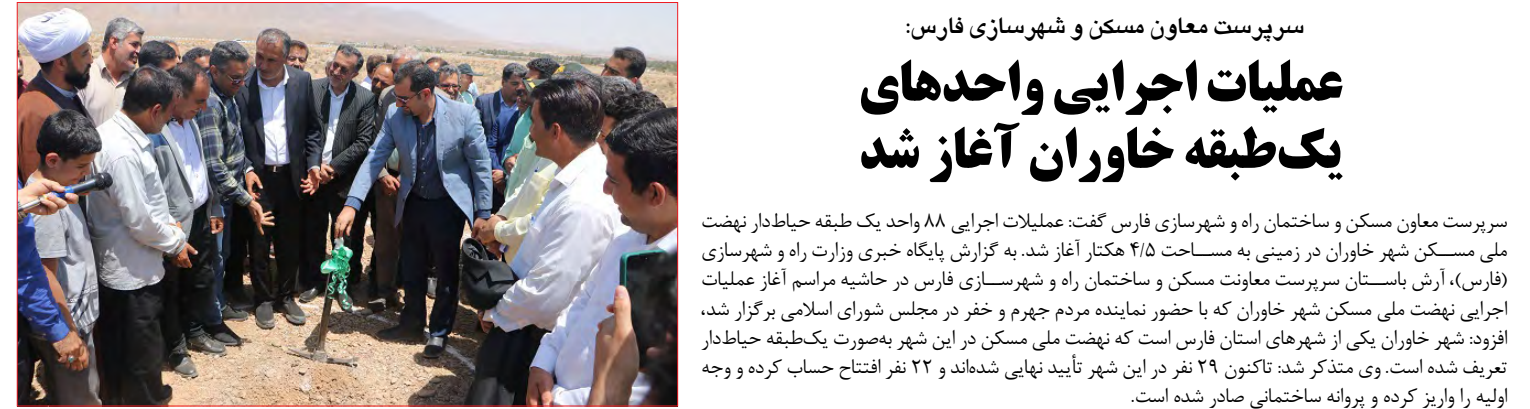 سرپرست معاون مسکن و شهرسازی فارس:
عملیات اجرایی واحدهای
یک‌طبقه خاوران آغاز شد
سرپرست معاون مسکن و ساختمان راه و شهرسازی فارس گفت: عملیلات اجرایی ۸۸ واحد یک طبقه حیاط‌دار نهضت
ملی مســکن شهر خاوران در زمینی به مســـاحت ۴/۵ هکتار آغاز شد. به گزارش پایگاه خبری وزارت راه و شهرسازی
(فارس)، آرش باســـتان سرپرست معاونت مسکن و ساختمان راه و شهرســـازی فارس در حاشیه مراسم آغاز عملیات
اجرایی نهضت ملی مسکن شهر خاوران که با حضور نماینده مردم جهرم و خفر در مجلس شورای اسلامی برگزار شد،
افزود: شهر خاوران یکی از شهرهای استان فارس است که نهضت ملی مسکن در این شهر به‌صورت یک‌طبقه حیاط‌دار
تعریف شده است. وی متذکر شد: تاکنون ۲۹ نفر در این شهر تأیید نهایی شده‌اند و ۲۲ نفر افتتاح حساب کرده و وجه
اولیه را واریز کرده و پروانه ساختمانی صادر شده است.